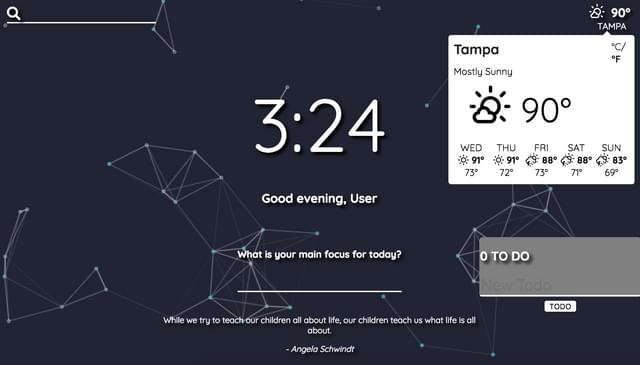 90°
TAMPA
Tampa
°C/
°F
Mostly Sunny
90°
WED THU FRI SAT SUN
91° 91° 88° 88° 83°
73° 72° 73° 71° 69°
3:24
Good evening, User
What is your main focus for today?
0 TO DO
New Todo
TODO
While we try to teach our children all about life, our children teach us what life is all
about.
- Angela Schwindt